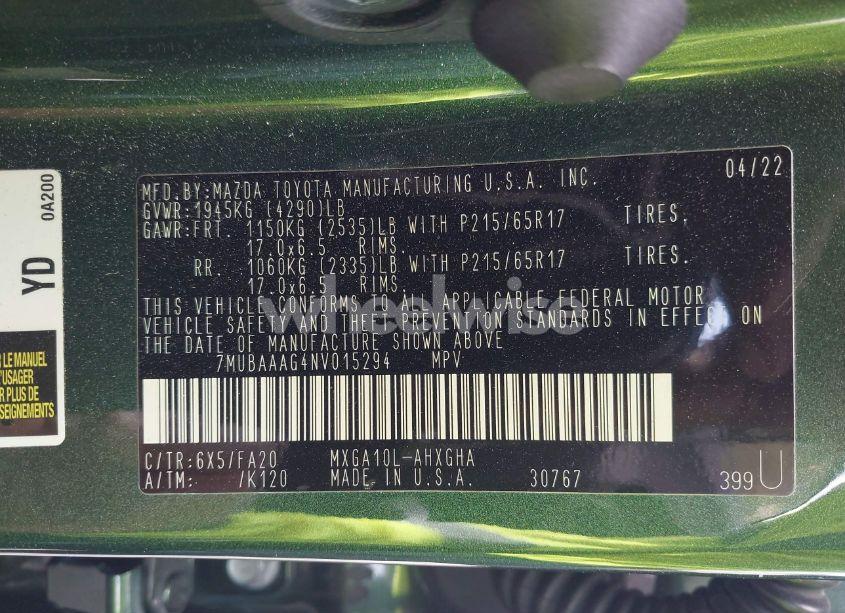 MFD.BY:MAZDA TOYOTA MANUFACTURING U.S.A. INC. 04/22
GVWR:1945KG (4290)LB
GAWR:FRT. 1150KG (2535)LB WITH P215/65R17 TIRES.
17.0x6.5 RIMS.
RR. 1060KG (2335)LB WITH P215/65R17 TIRES.
17.0x6.5 RIMS.
THIS VEHICLE CONFORMS TO ALL APPLICABLE FEDERAL MOTOR
VEHICLE SAFETY AND THEFT PREVENTION STANDARDS IN EFFECT ON
THE DATE OF MANUFACTURE SHOWN ABOVE
7MUBAAAG4NV015294 MPV
C/TR:6X5/FA20 MXGA10L-AHXGHA
A/TM: /K120 MADE IN U.S.A. 30767 399U
wheelwise
0A200
YD
R LE MANUEL
'USAGER
R PLUS DE
SEIGNEMENTS